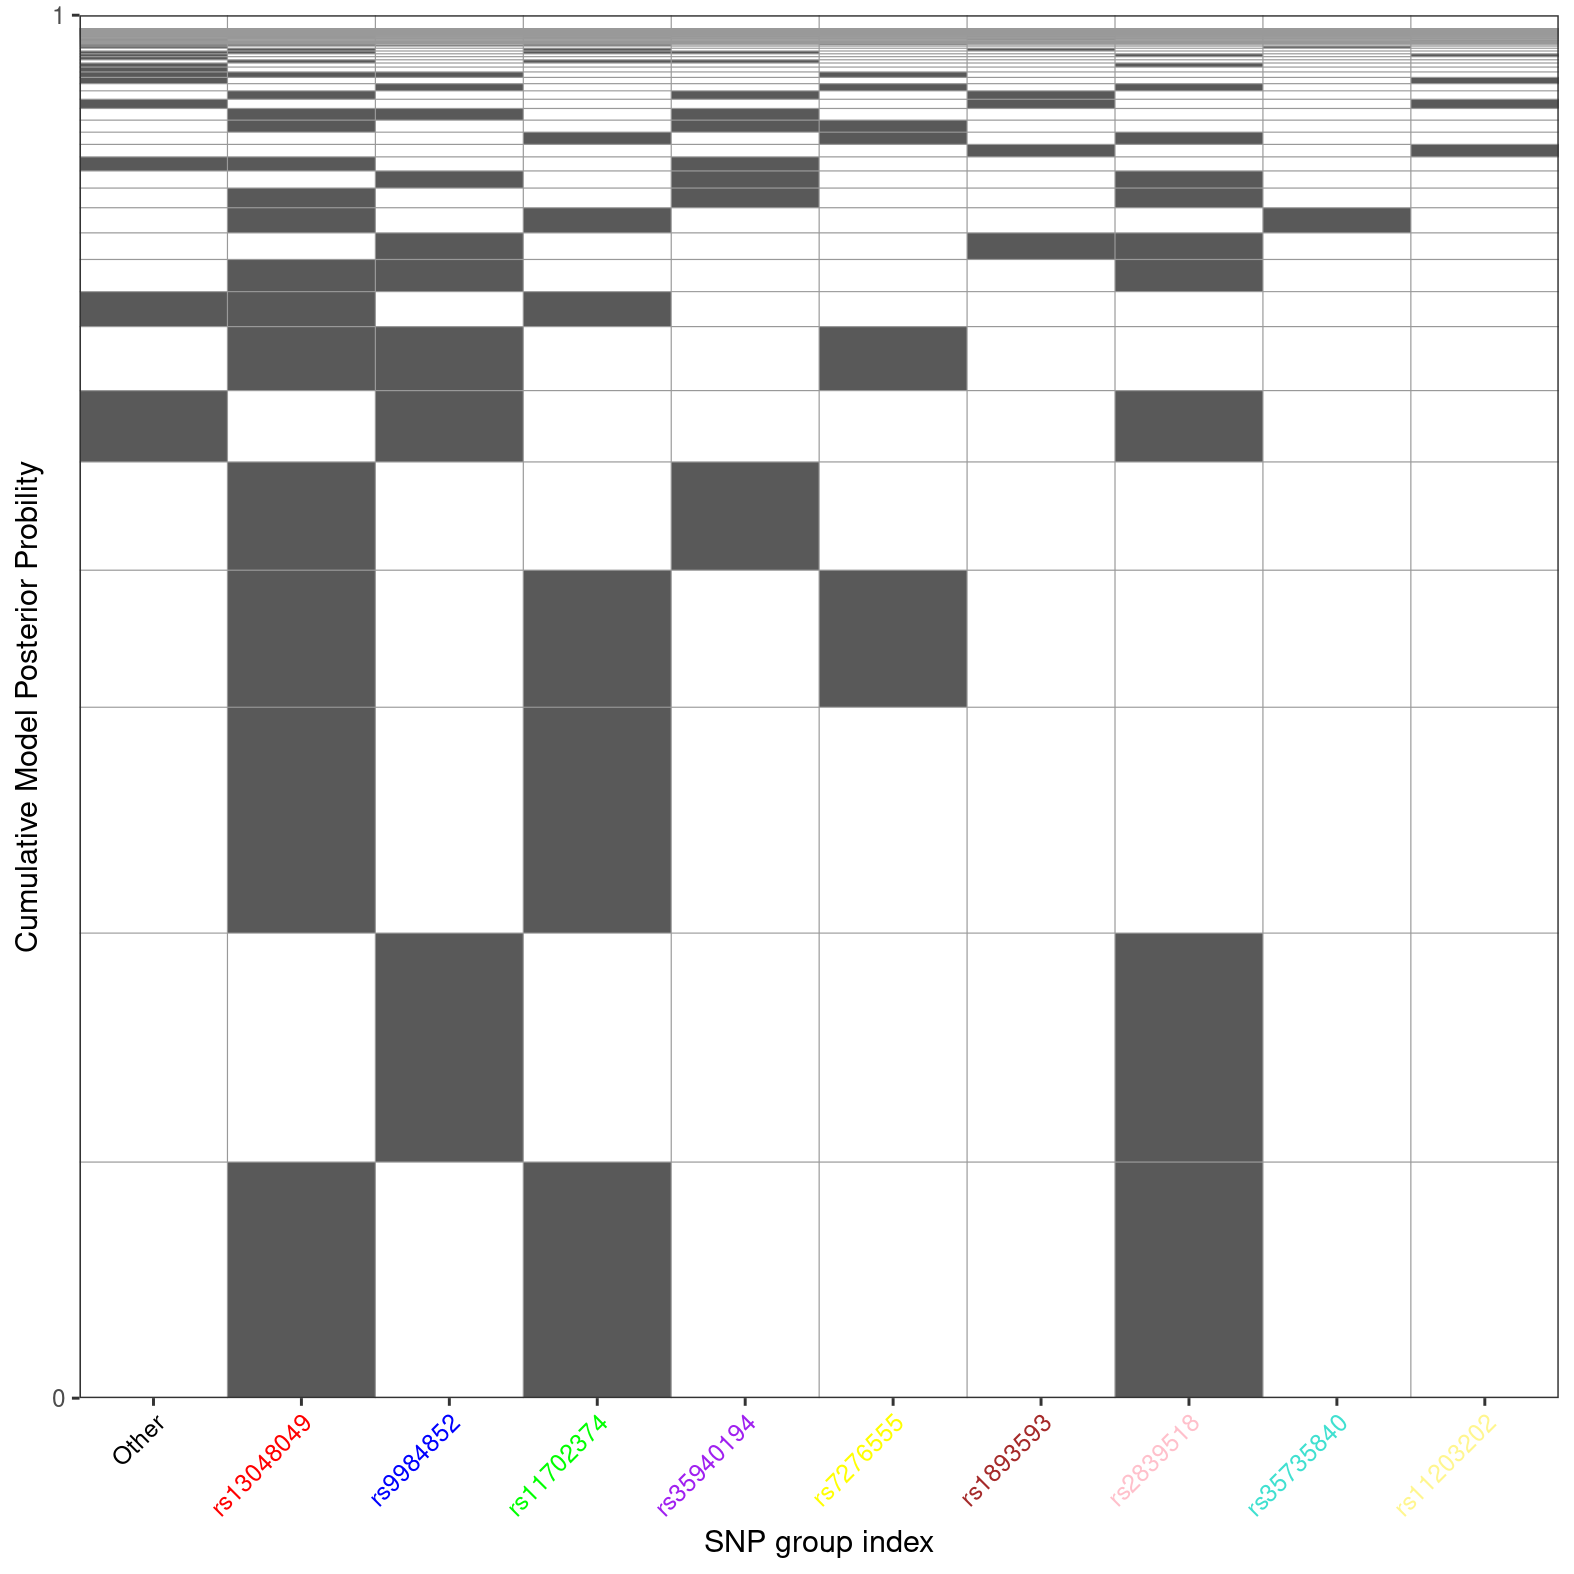 1
Cumulative Model Posterior Probility
0
Other
rs13048049
rs9984852
rs11702374
rs35940194
rs7276555
rs1893593
rs2839518
rs35735840
rs11203202
SNP group index